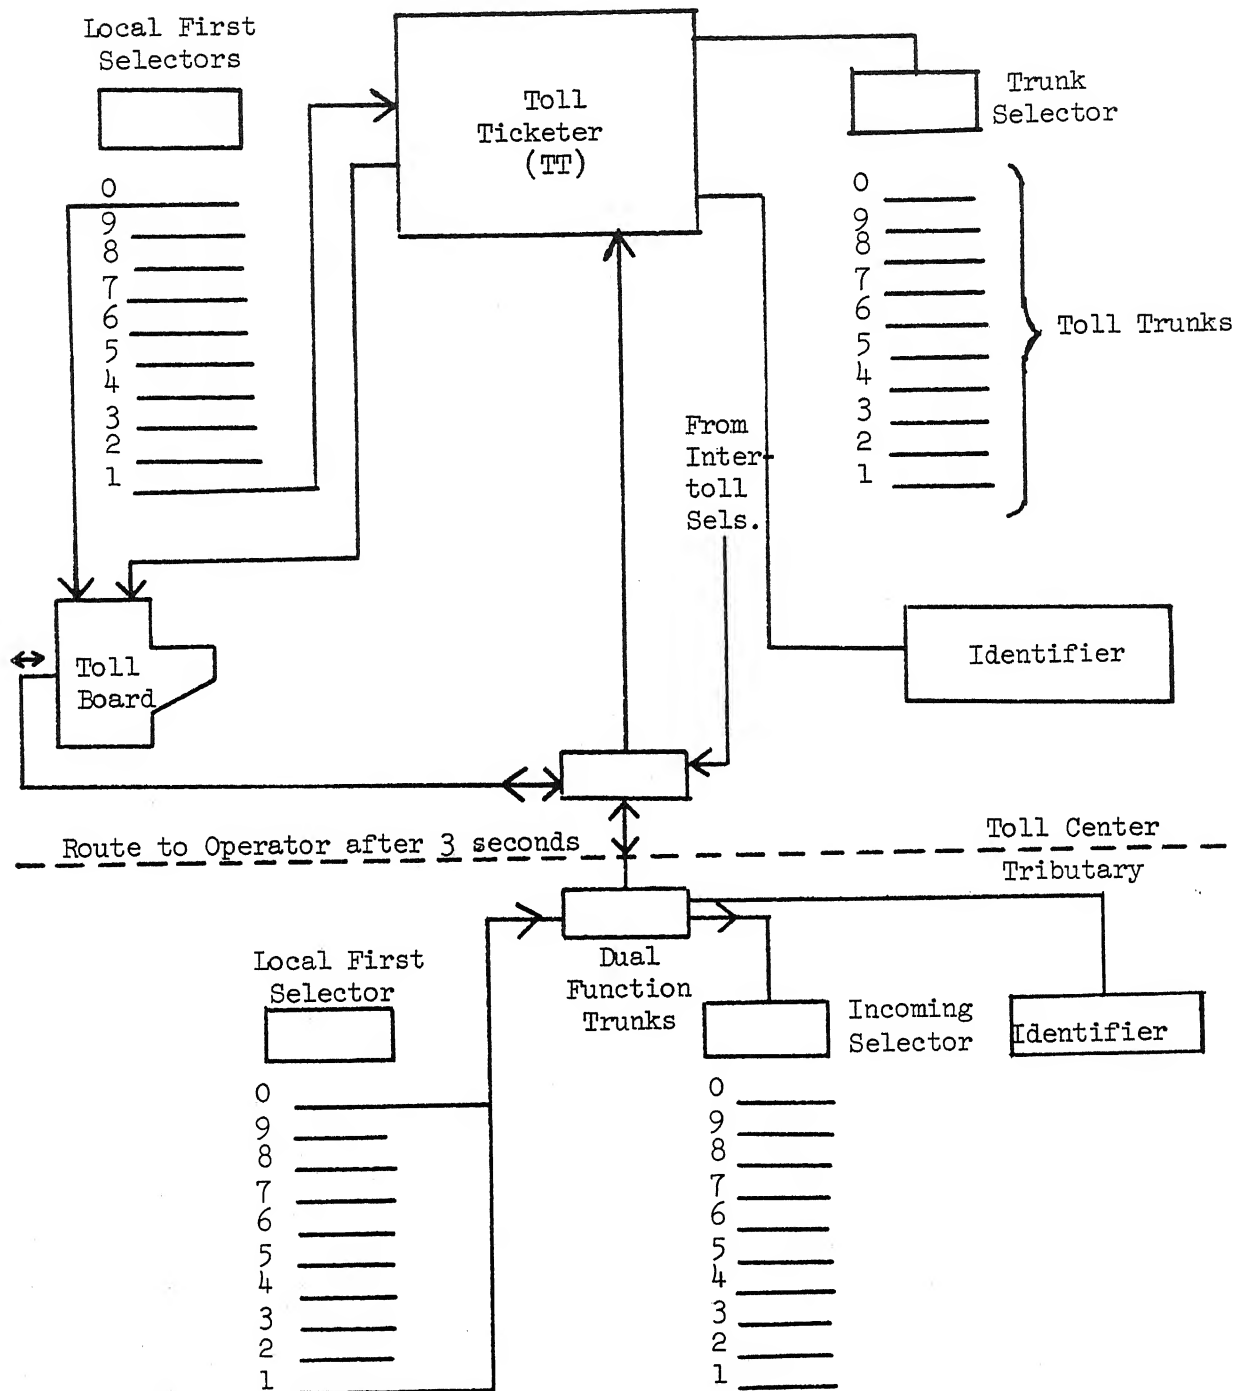 Local First
Selectors
0
9
8
7
6
5
4
3
2
1
Toll
Ticketer
(TT)
Trunk
Selector
0
9
8
7
6
5
4
3
2
1
Toll Trunks
From
Inter-
toll
Sels.
Toll
Board
Identifier
Route to Operator after 3 seconds
Toll Center
Tributary
Local First
Selector
0
9
8
7
6
5
4
3
2
1
Dual
Function
Trunks
Incoming
Selector
0
9
8
7
6
5
4
3
2
1
Identifier